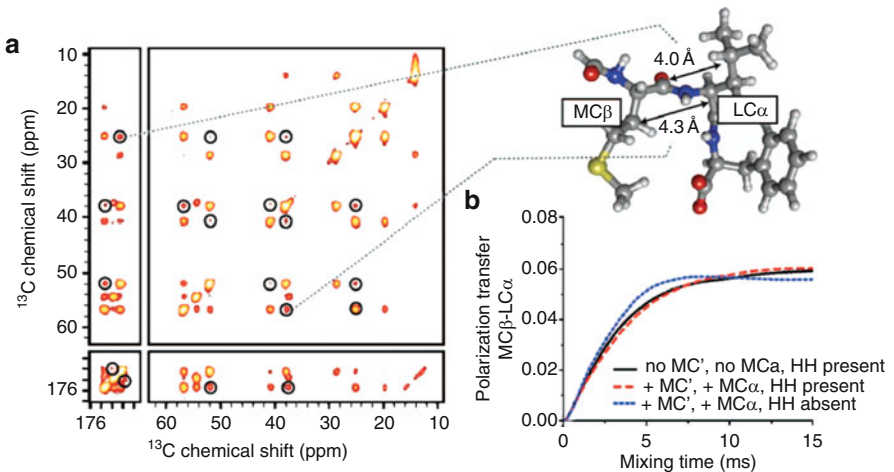 a
10
20
30
40
50
60
176
13C chemical shift (ppm)
176
60
50
40
30
20
10
13C chemical shift (ppm)
4.0 Å
MCβ
LCα
4.3 Å
b
0.08
0.06
0.04
0.02
0.00
Polarization transfer
MCβ-LCα
no MC’, no MCa, HH present
+ MC’, + MCα, HH present
+ MC’, + MCα, HH absent
0
5
10
15
Mixing time (ms)